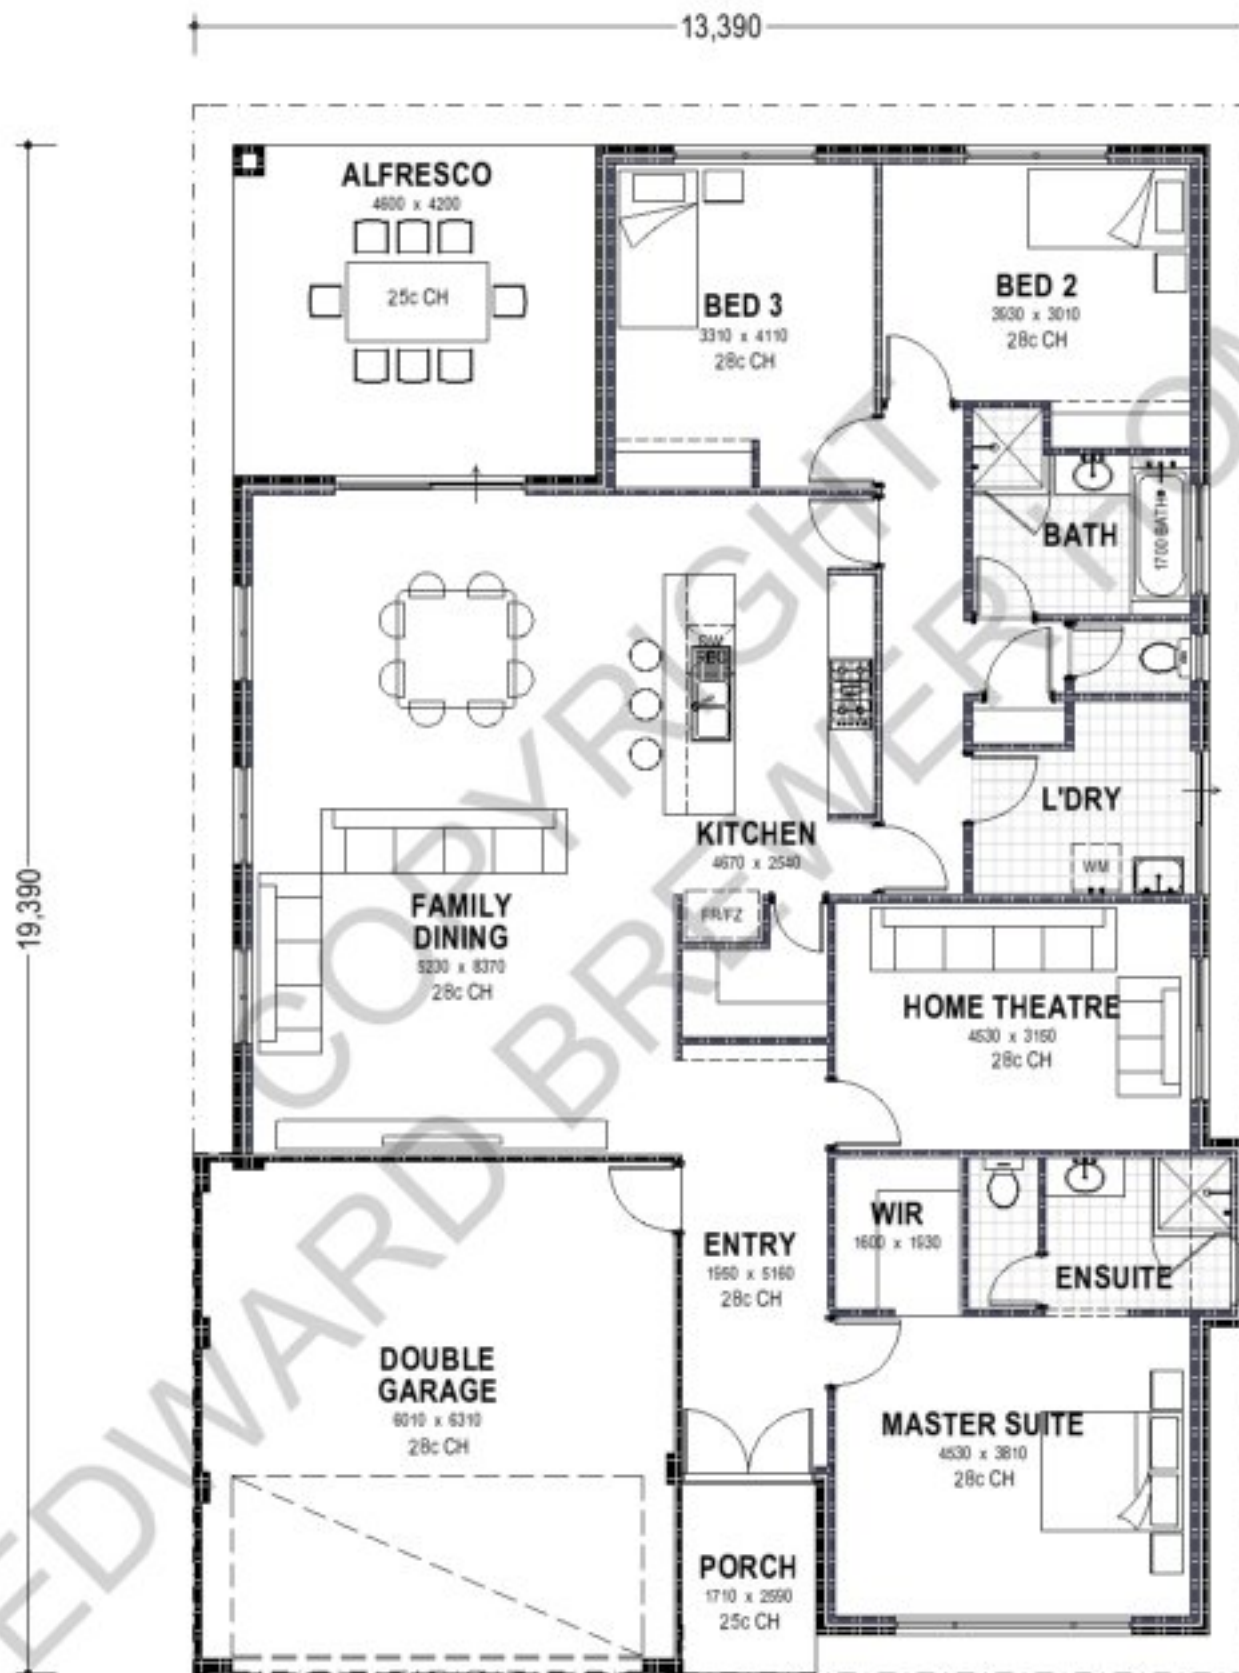 13,390
19,390
ALFRESCO
4600 x 4200
25c CH
BED 3
3310 x 4110
28c CH
BED 2
3930 x 3010
28c CH
BATH
1700 BATH
KITCHEN
4670 x 2540
L'DRY
WM
FR/FZ
FAMILY
DINING
5230 x 8370
28c CH
HOME THEATRE
4530 x 3150
28c CH
WIR
1600 x 1930
ENSUITE
ENTRY
1950 x 5160
28c CH
DOUBLE
GARAGE
6010 x 6310
28c CH
MASTER SUITE
4530 x 3810
28c CH
PORCH
1710 x 2590
25c CH
COPYRIGHT
EDWARD BREWER HOM